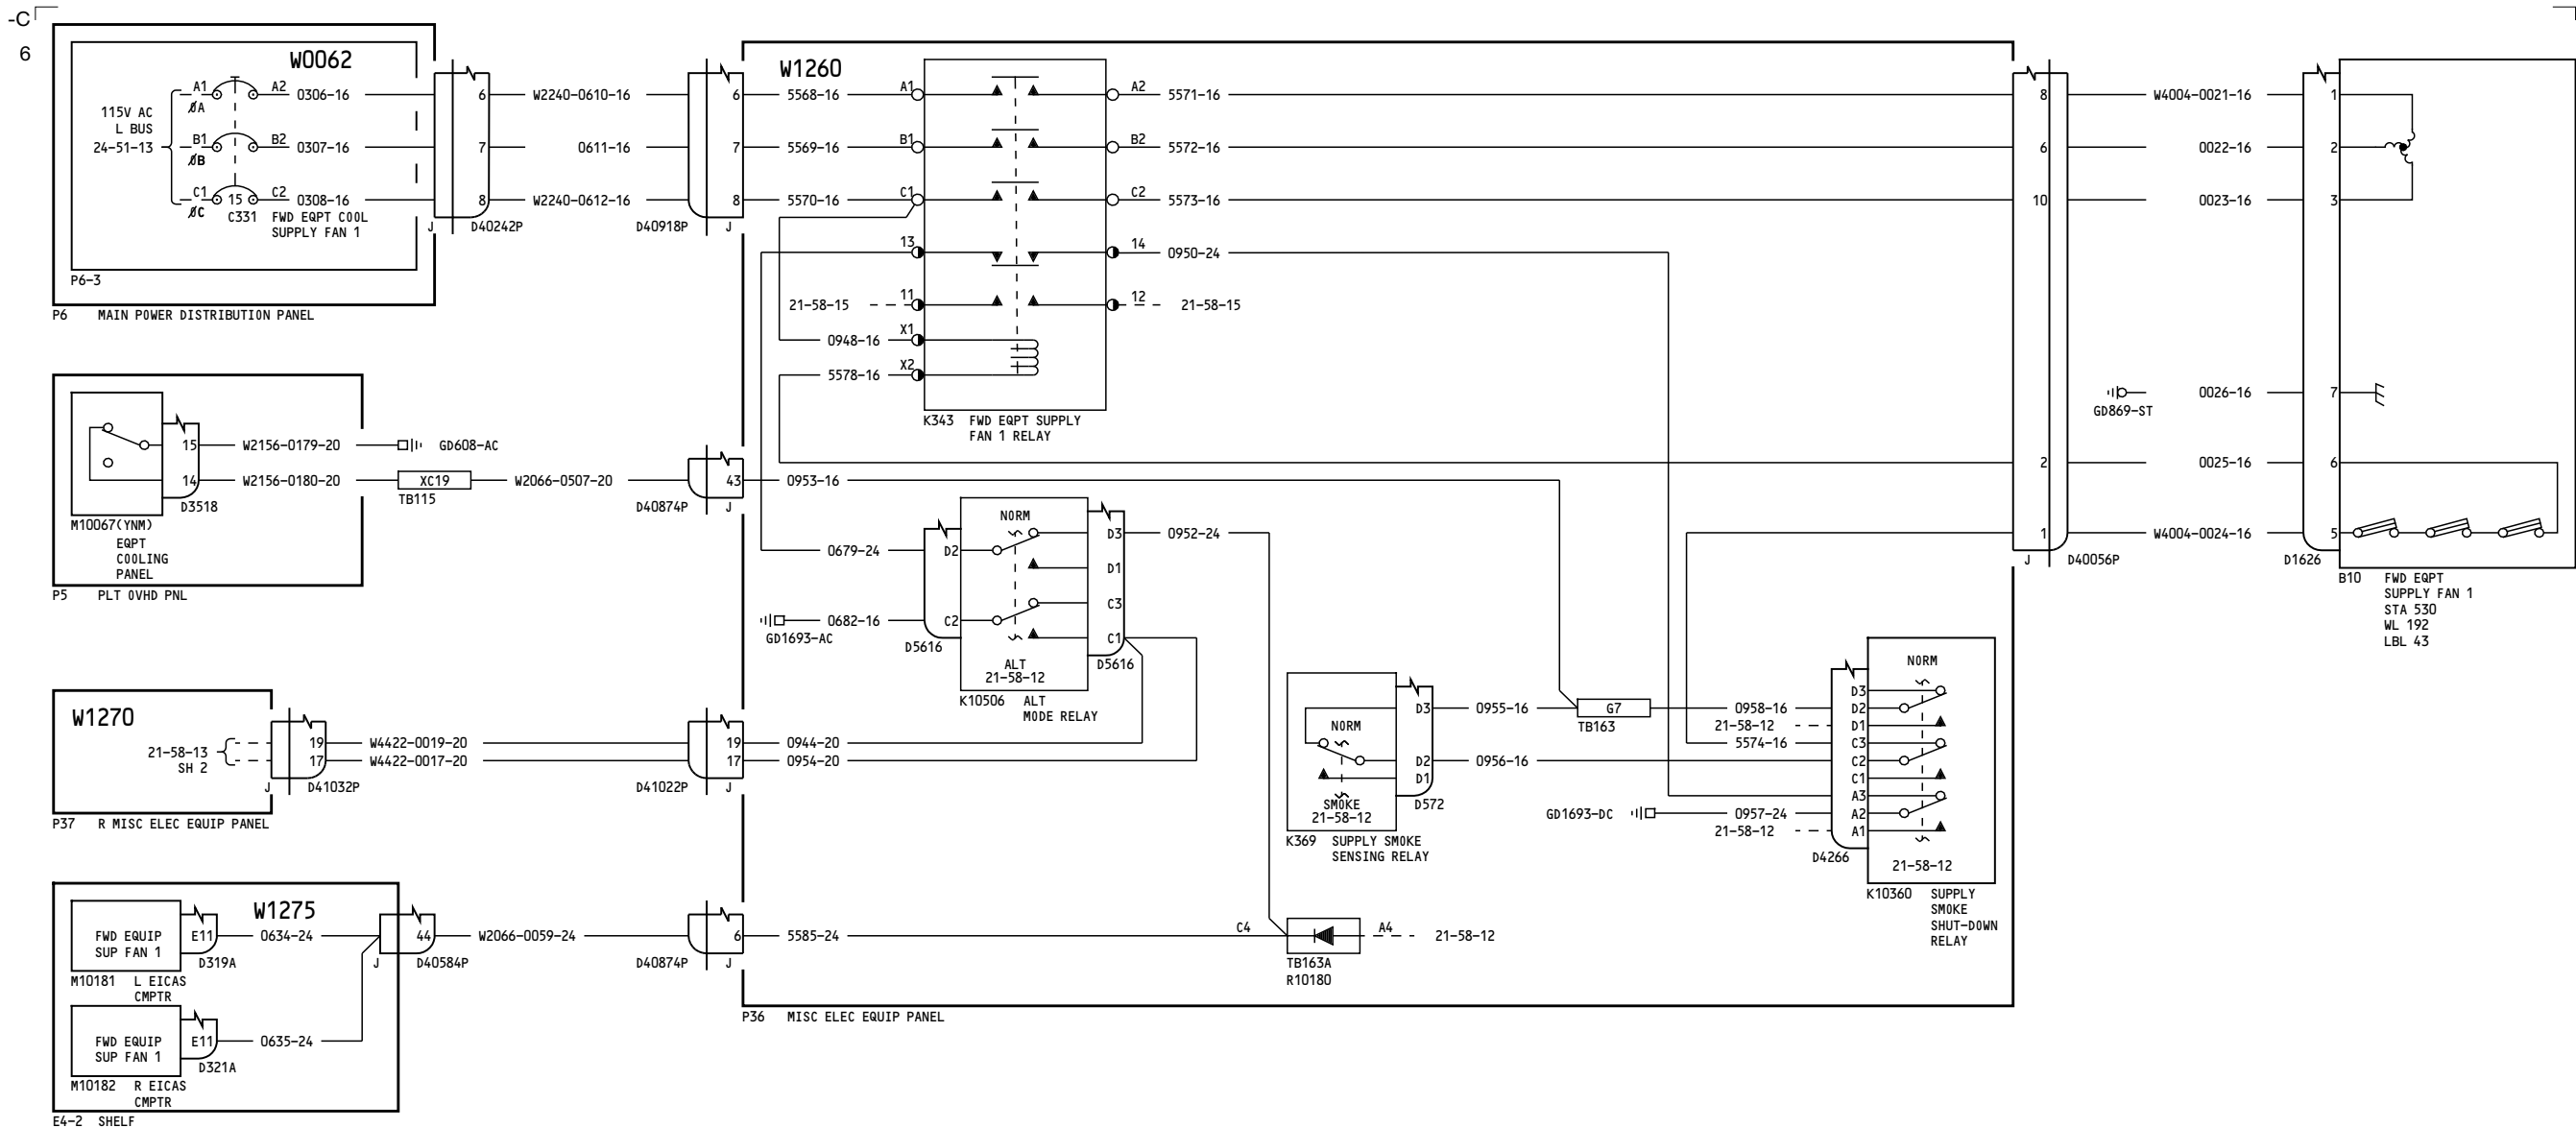 -C
6
W0062
A1
A2
0306-16
ØA
115V AC
L BUS
24-51-13
B1
B2
0307-16
ØB
C1
C2
0308-16
ØC
15
C331
FWD EQPT COOL
SUPPLY FAN 1
P6-3
P6 MAIN POWER DISTRIBUTION PANEL
6
7
8
J
D40242P
W2240-0610-16
0611-16
W2240-0612-16
6
7
8
D40918P
J
W1260
5568-16
A1
A2
5571-16
5569-16
B1
B2
5572-16
5570-16
C1
C2
5573-16
13
14
0950-24
21-58-15
11
12
21-58-15
0948-16
X1
5578-16
X2
K343 FWD EQPT SUPPLY
FAN 1 RELAY
8
6
10
2
1
J
D40056P
W4004-0021-16
0022-16
0023-16
GD869-ST
0026-16
0025-16
W4004-0024-16
1
2
3
7
6
5
D1626
B10 FWD EQPT
SUPPLY FAN 1
STA 530
WL 192
LBL 43
15
14
W2156-0179-20
GD608-AC
W2156-0180-20
XC19
TB115
W2066-0507-20
D3518
M10067(YNM)
EQPT
COOLING
PANEL
P5 PLT OVHD PNL
43
D40874P
J
0953-16
NORM
0679-24
D2
D3
0952-24
D1
C3
0682-16
C2
C1
GD1693-AC
D5616
D5616
ALT
21-58-12
K10506 ALT
MODE RELAY
W1270
21-58-13
SH 2
19
17
J
D41032P
W4422-0019-20
W4422-0017-20
19
17
D41022P
J
0944-20
0954-20
P37 R MISC ELEC EQUIP PANEL
NORM
D3
0955-16
G7
TB163
D2
0956-16
D1
SMOKE
21-58-12
D572
K369 SUPPLY SMOKE
SENSING RELAY
NORM
D3
0958-16
D2
21-58-12
D1
5574-16
C3
C2
C1
A3
GD1693-DC
0957-24
A2
21-58-12
A1
D4266
21-58-12
K10360 SUPPLY
SMOKE
SHUT-DOWN
RELAY
W1275
FWD EQUIP
SUP FAN 1
E11
0634-24
D319A
M10181 L EICAS
CMPTR
FWD EQUIP
SUP FAN 1
E11
0635-24
D321A
M10182 R EICAS
CMPTR
E4-2 SHELF
44
J
D40584P
W2066-0059-24
6
D40874P
J
5585-24
C4
A4
21-58-12
TB163A
R10180
P36 MISC ELEC EQUIP PANEL